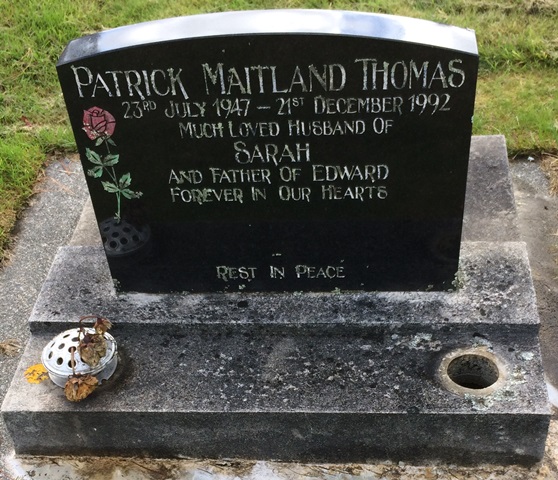 PATRICK MAITLAND THOMAS
23RD JULY 1947 – 21ST DECEMBER 1992
MUCH LOVED HUSBAND OF
SARAH
AND FATHER OF EDWARD
FOREVER IN OUR HEARTS
REST IN PEACE